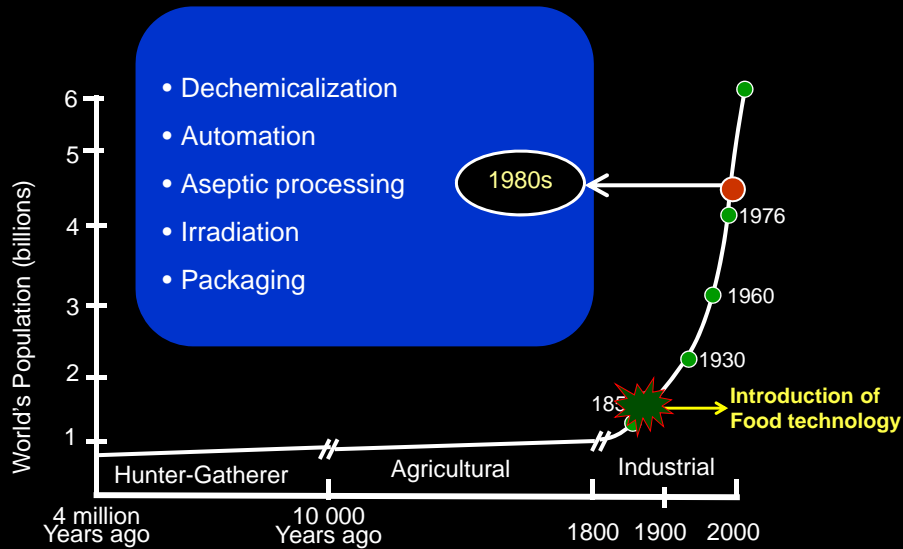 • Dechemicalization
• Automation
• Aseptic processing
• Irradiation
• Packaging
1980s
World's Population (billions)
6
5
4
3
2
1
1976
1960
1930
Introduction of
Food technology
Hunter-Gatherer
Agricultural
Industrial
4 million
Years ago
10 000
Years ago
1800
1900
2000